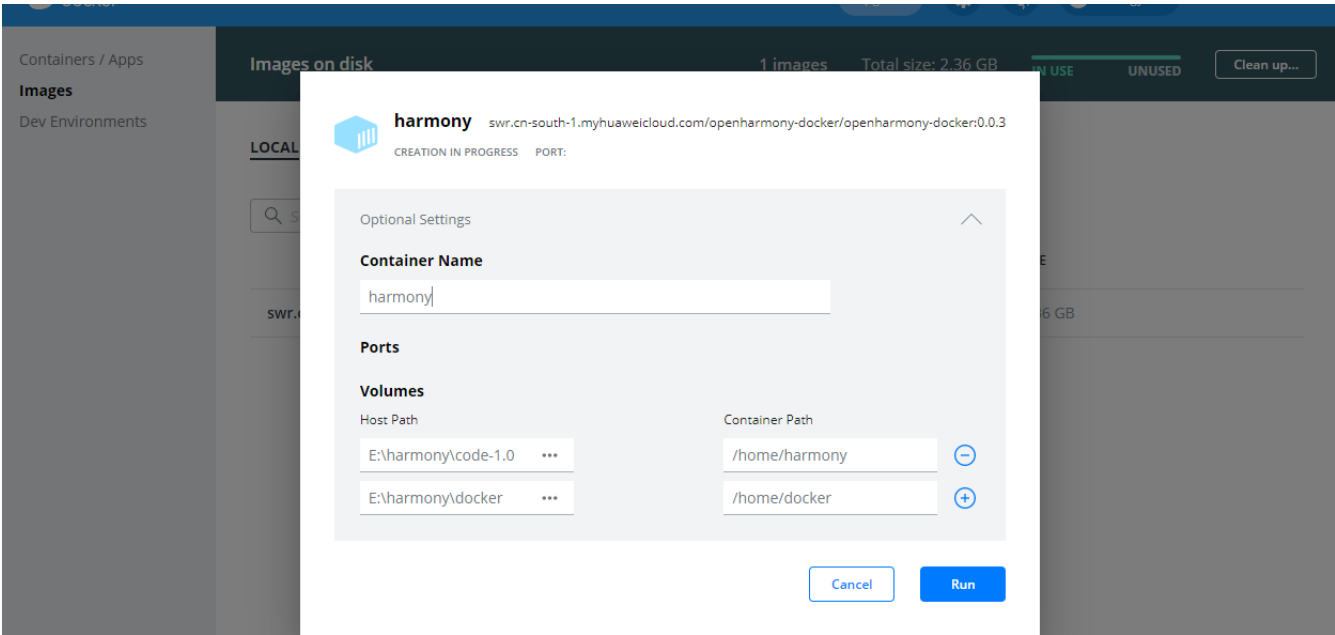 Containers / Apps
Images
Dev Environments
Images on disk
1 images Total size: 2.36 GB
IN USE UNUSED
Clean up...
LOCAL
harmony swr.cn-south-1.myhuaweicloud.com/openharmony-docker/openharmony-docker:0.0.3
CREATION IN PROGRESS PORT:
Optional Settings
Container Name
harmony
Ports
Volumes
Host Path Container Path
E:\harmony\code-1.0 ••• /home/harmony
E:\harmony\docker ••• /home/docker
swr.
36 GB
Cancel Run